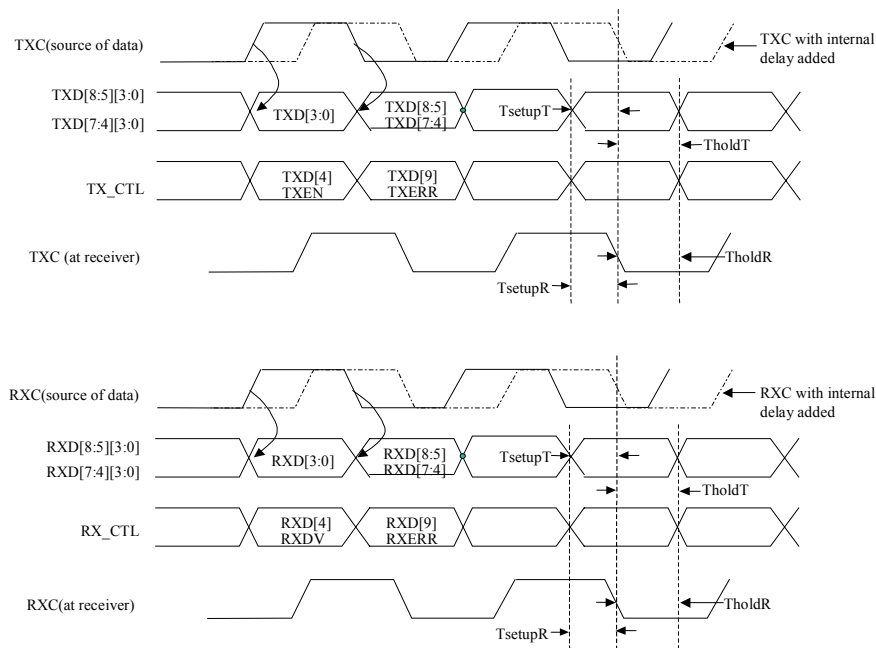 TXC(source of data)
TXC with internal
delay added
TXD[8:5][3:0]
TXD[7:4][3:0]
TXD[3:0]
TXD[8:5]
TXD[7:4]
TsetupT
TholdT
TX_CTL
TXD[4]
TXEN
TXD[9]
TXERR
TXC (at receiver)
TholdR
TsetupR
RXC(source of data)
RXC with internal
delay added
RXD[8:5][3:0]
RXD[7:4][3:0]
RXD[3:0]
RXD[8:5]
RXD[7:4]
TsetupT
TholdT
RX_CTL
RXD[4]
RXDV
RXD[9]
RXERR
RXC(at receiver)
TholdR
TsetupR